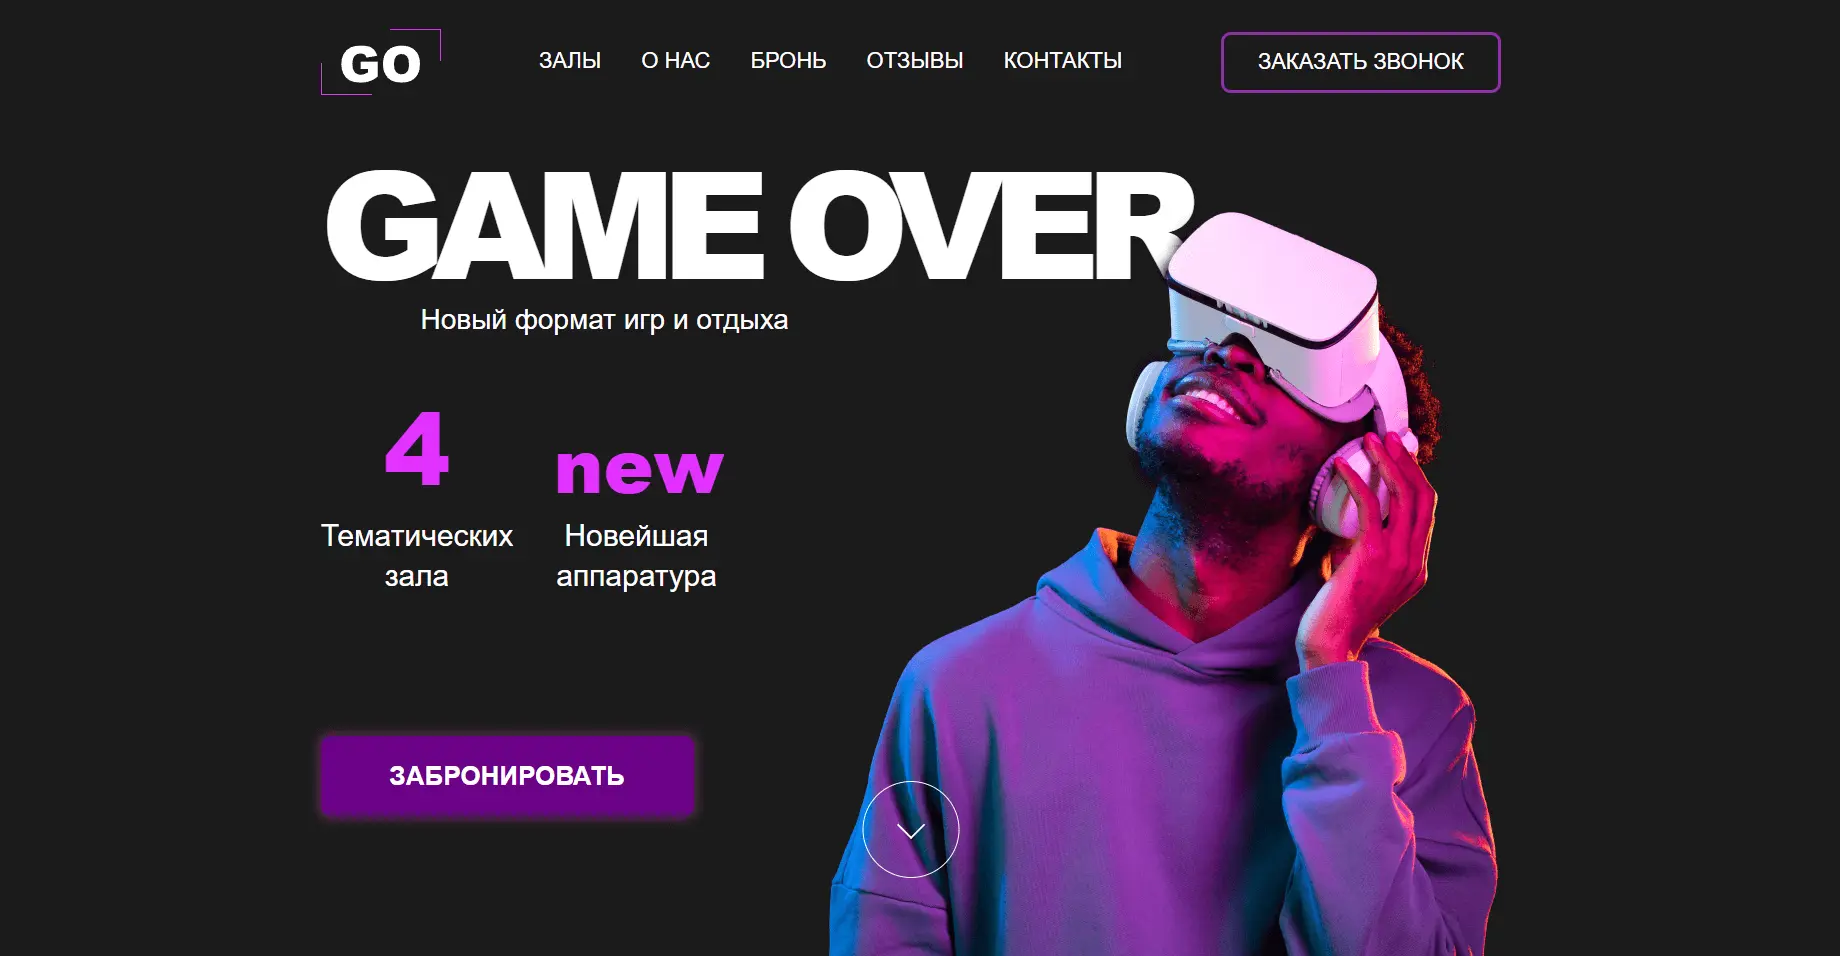 GO
ЗАЛЫ
О НАС
БРОНЬ
ОТЗЫВЫ
КОНТАКТЫ
ЗАКАЗАТЬ ЗВОНОК
GAME OVER
Новый формат игр и отдыха
4
Тематических
зала
new
Новейшая
аппаратура
ЗАБРОНИРОВАТЬ